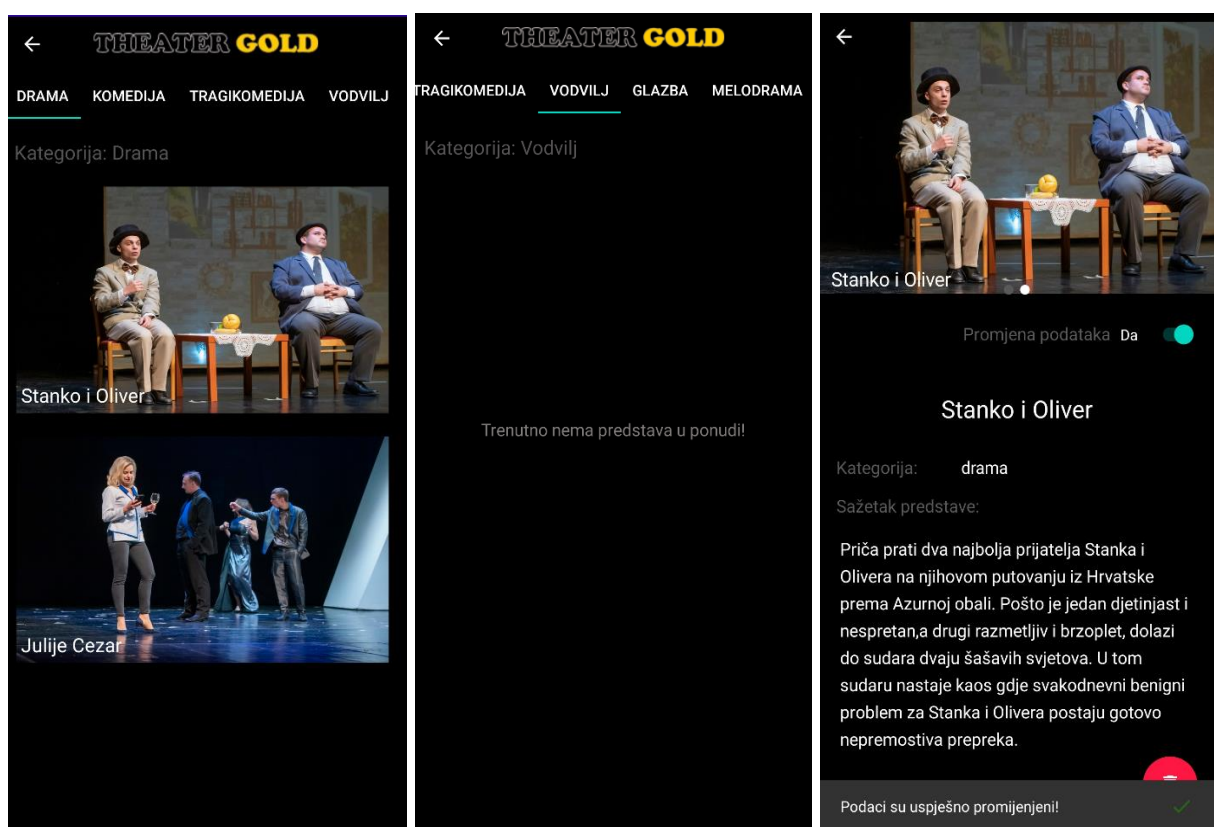 THEATER GOLD
DRAMA KOMEDIJA TRAGIKOMEDIJA VODVILJ
Kategorija: Drama
Stanko i Oliver
Julije Cezar
THEATER GOLD
TRAGIKOMEDIJA VODVILJ GLAZBA MELODRAMA
Kategorija: Vodvilj
Trenutno nema predstava u ponudi!
Stanko i Oliver
Promjena podataka Da
Stanko i Oliver
Kategorija: drama
Sažetak predstave:
Priča prati dva najbolja prijatelja Stanka i
Olivera na njihovom putovanju iz Hrvatske
prema Azurnoj obali. Pošto je jedan djetinjast i
nespretan,a drugi razmetljiv i brzoplet, dolazi
do sudara dvaju šašavih svjetova. U tom
sudaru nastaje kaos gdje svakodnevni benigni
problem za Stanka i Olivera postaju gotovo
nepremostiva prepreka.
Podaci su uspješno promijenjeni!